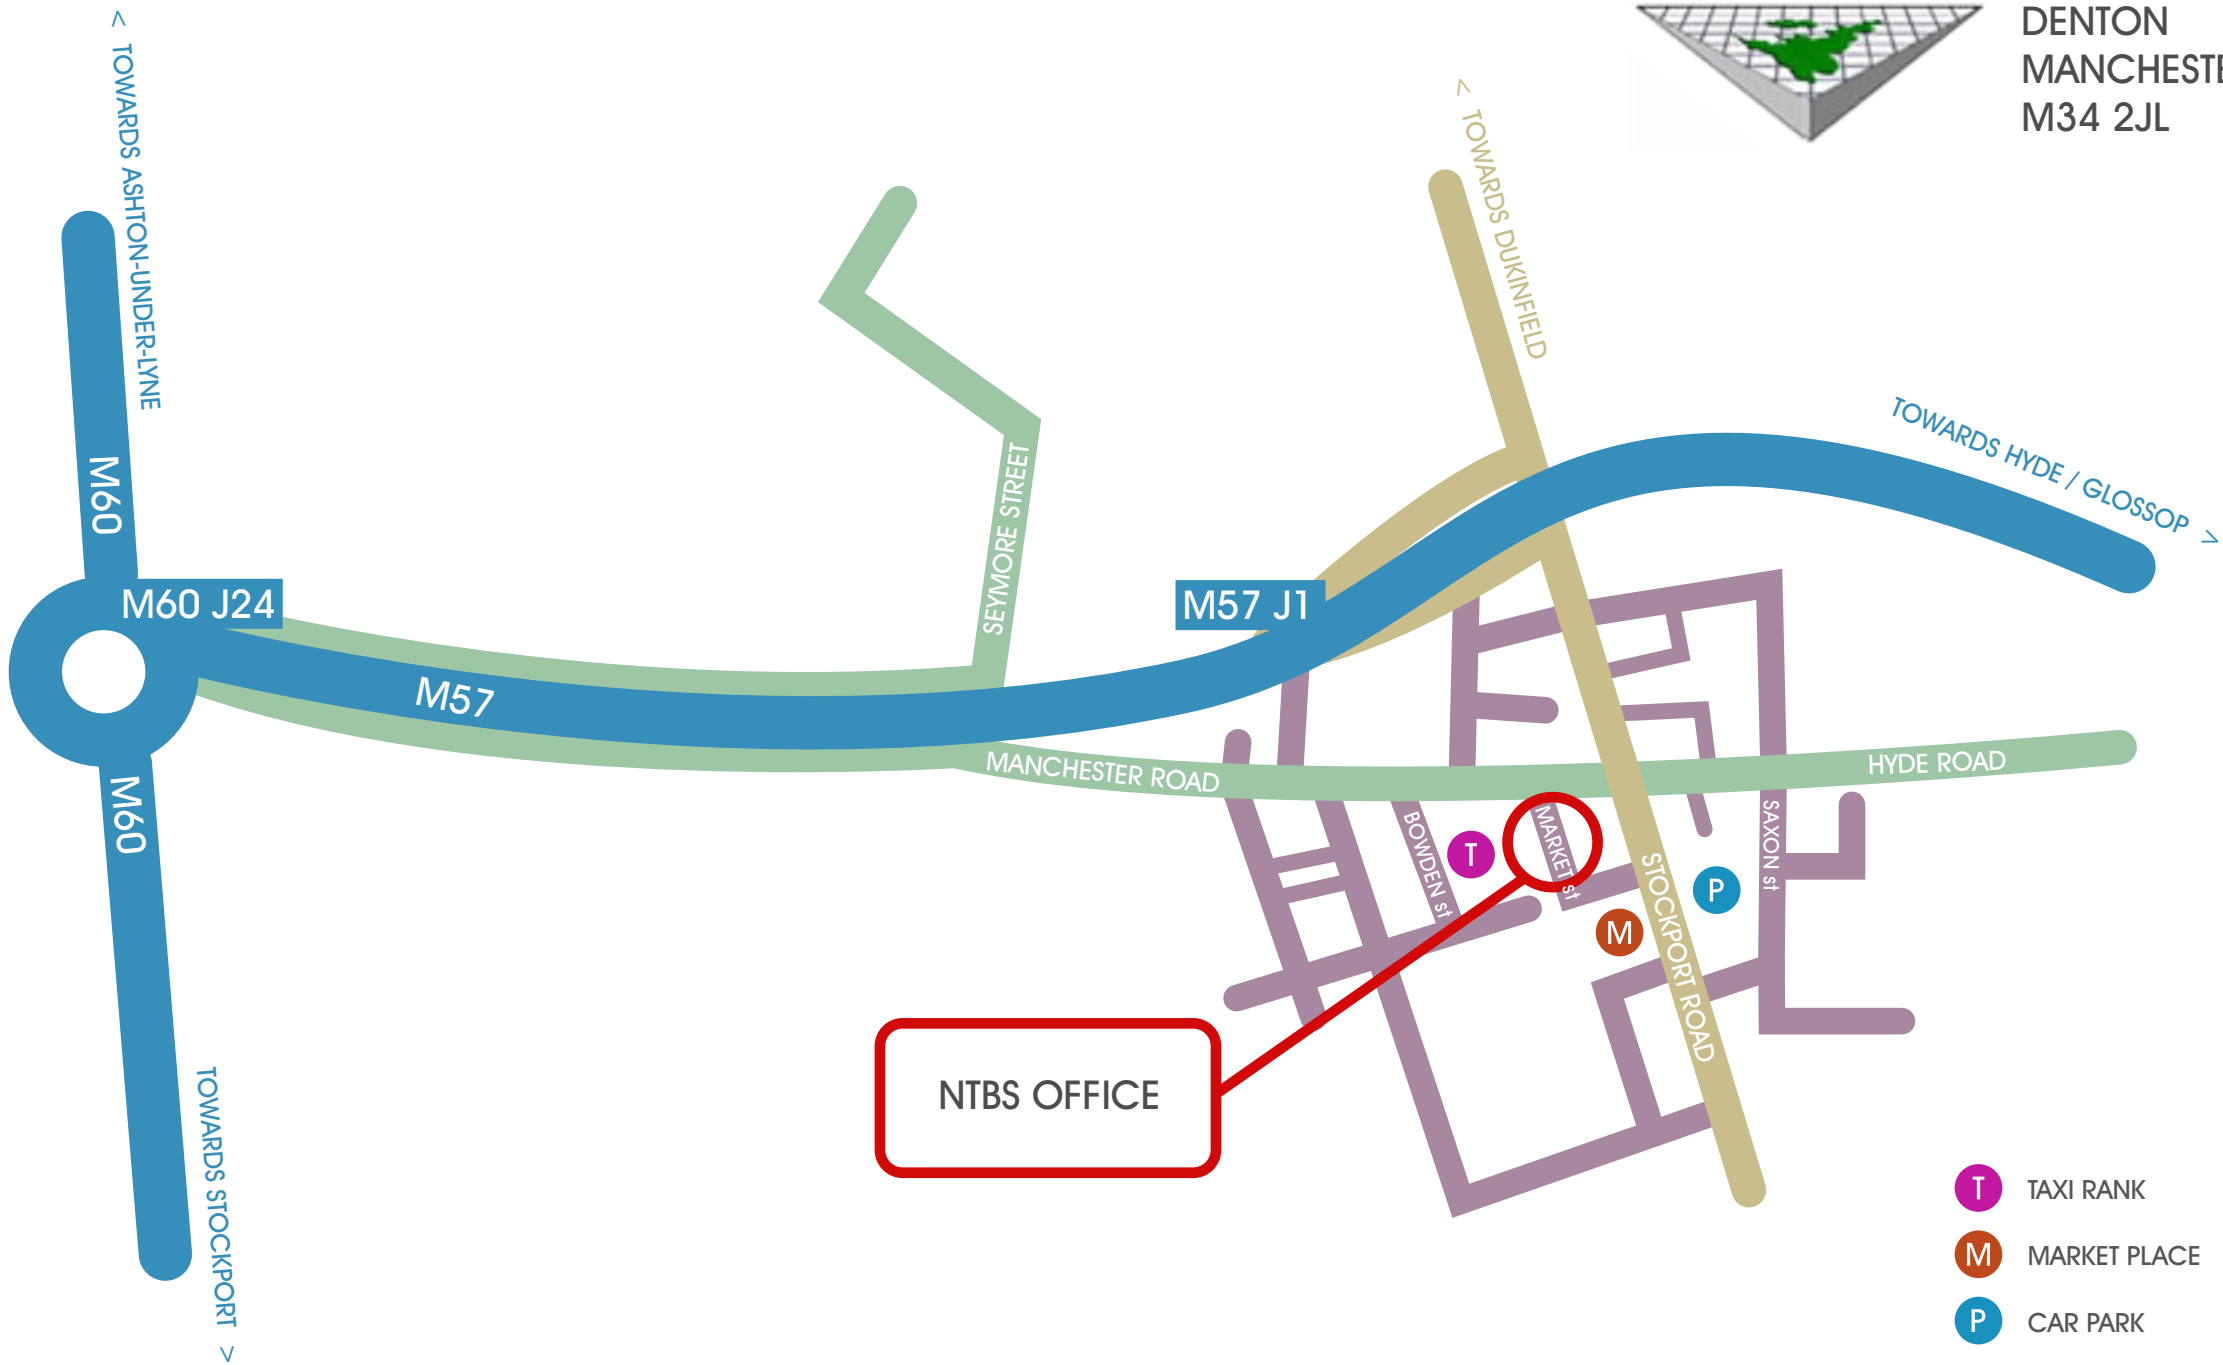 DENTON
MANCHESTE
M34 2JL
< TOWARDS ASHTON-UNDER-LYNE
< TOWARDS DUKINFIELD
TOWARDS HYDE / GLOSSOP >
M60
SEYMORE STREET
M60 J24
M57 J1
M57
MANCHESTER ROAD
HYDE ROAD
M60
BOWDEN st
T
MARKET st
STOCKPORT ROAD
SAXON st
P
M
NTBS OFFICE
TOWARDS STOCKPORT >
T TAXI RANK
M MARKET PLACE
P CAR PARK